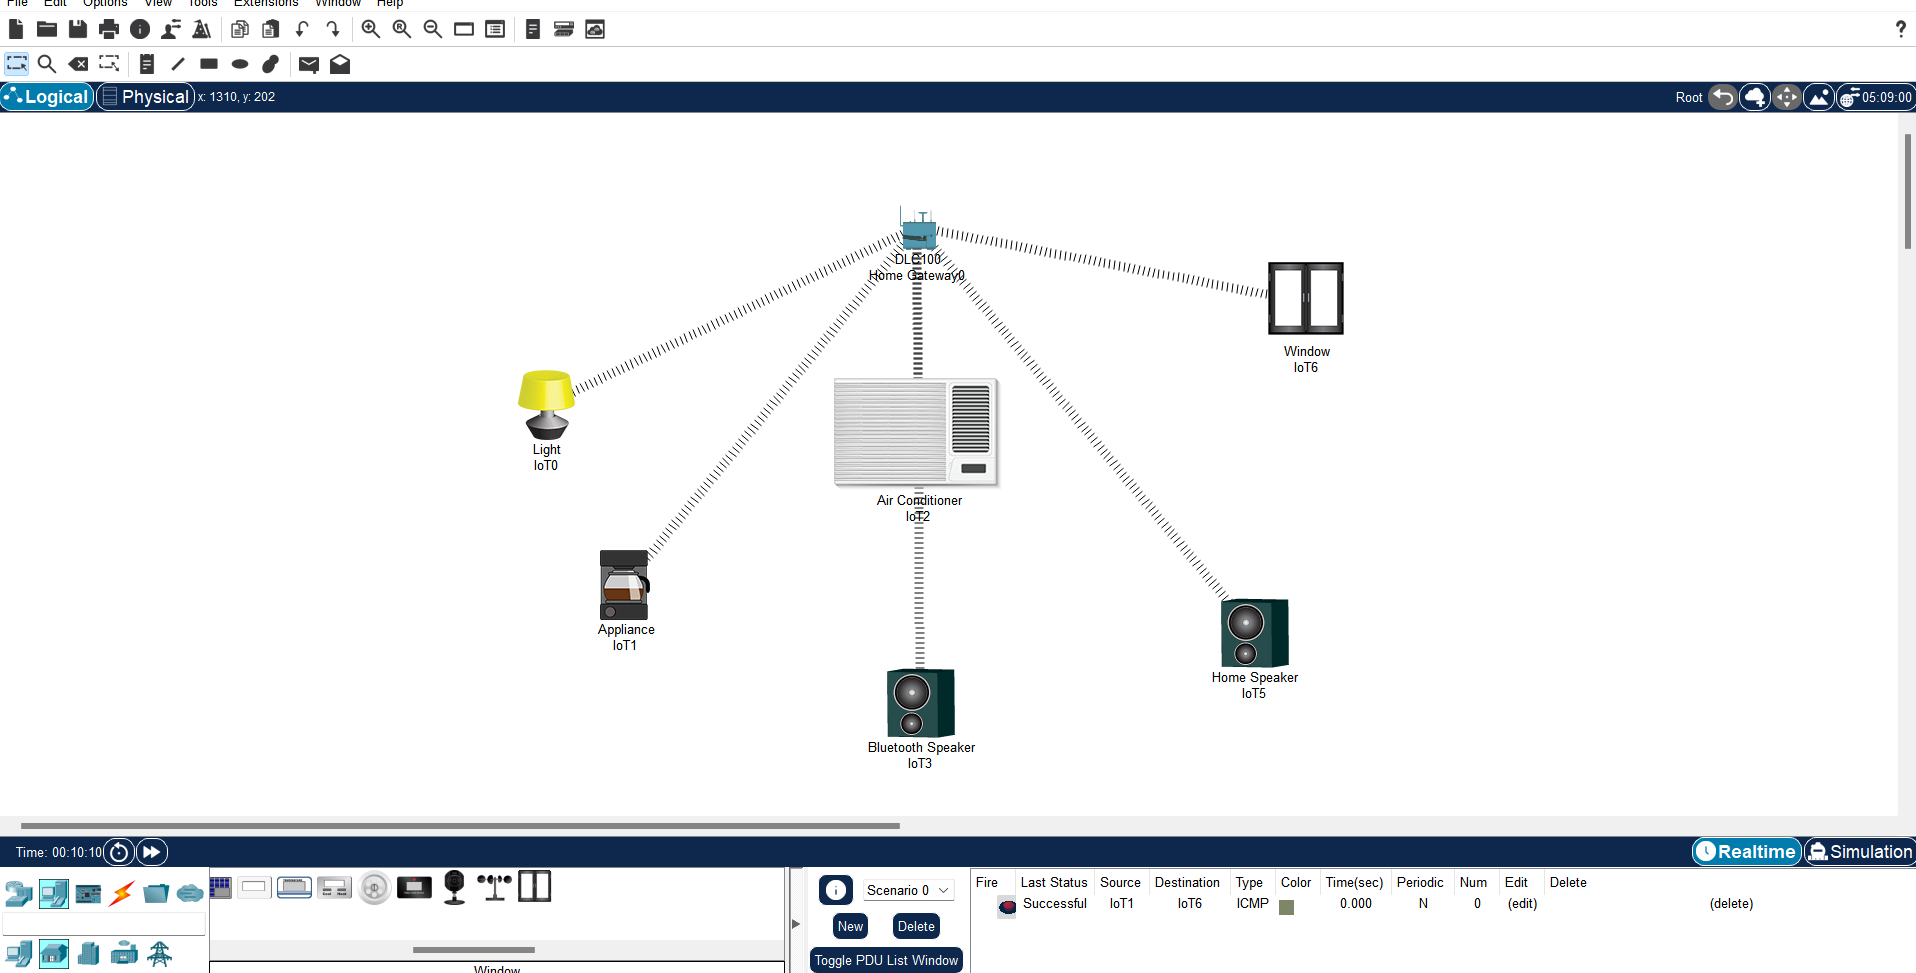 File Edit Options View Tools Extensions Window Help
?
Logical Physical x: 1310, y: 202 Root 05:09:00
DLC100
Home Gateway0
Window
IoT6
Light
IoT0
Air Conditioner
IoT2
Appliance
IoT1
Home Speaker
IoT5
Bluetooth Speaker
IoT3
Time: 00:10:10 Realtime Simulation
Scenario 0
New Delete
Toggle PDU List Window
Fire Last Status Source Destination Type Color Time(sec) Periodic Num Edit Delete
Successful IoT1 IoT6 ICMP 0.000 N 0 (edit) (delete)
Window